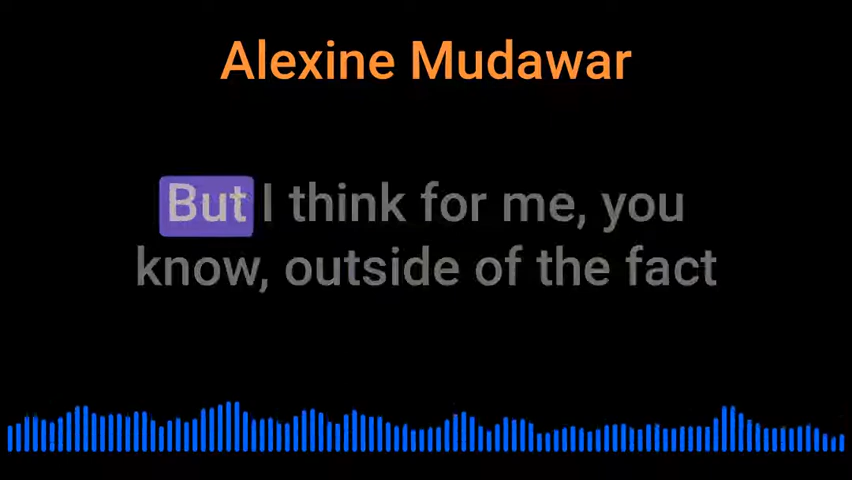 Alexine Mudawar
But I think for me, you
know, outside of the fact